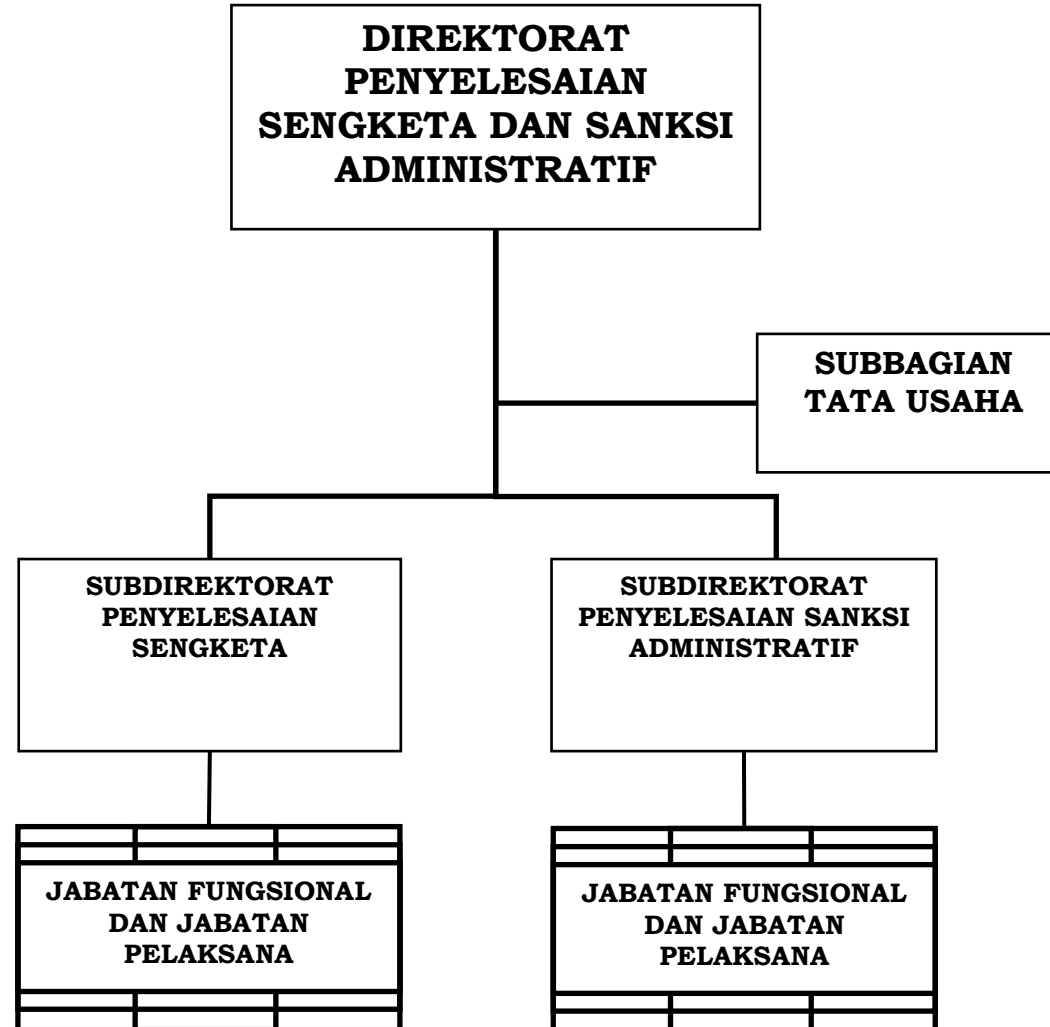 DIREKTORAT
PENYELESAIAN
SENGKETA DAN SANKSI
ADMINISTRATIF
SUBBAGIAN
TATA USAHA
SUBDIREKTORAT
PENYELESAIAN
SENGKETA
SUBDIREKTORAT
PENYELESAIAN SANKSI
ADMINISTRATIF
JABATAN FUNGSIONAL
DAN JABATAN
PELAKSANA
JABATAN FUNGSIONAL
DAN JABATAN
PELAKSANA